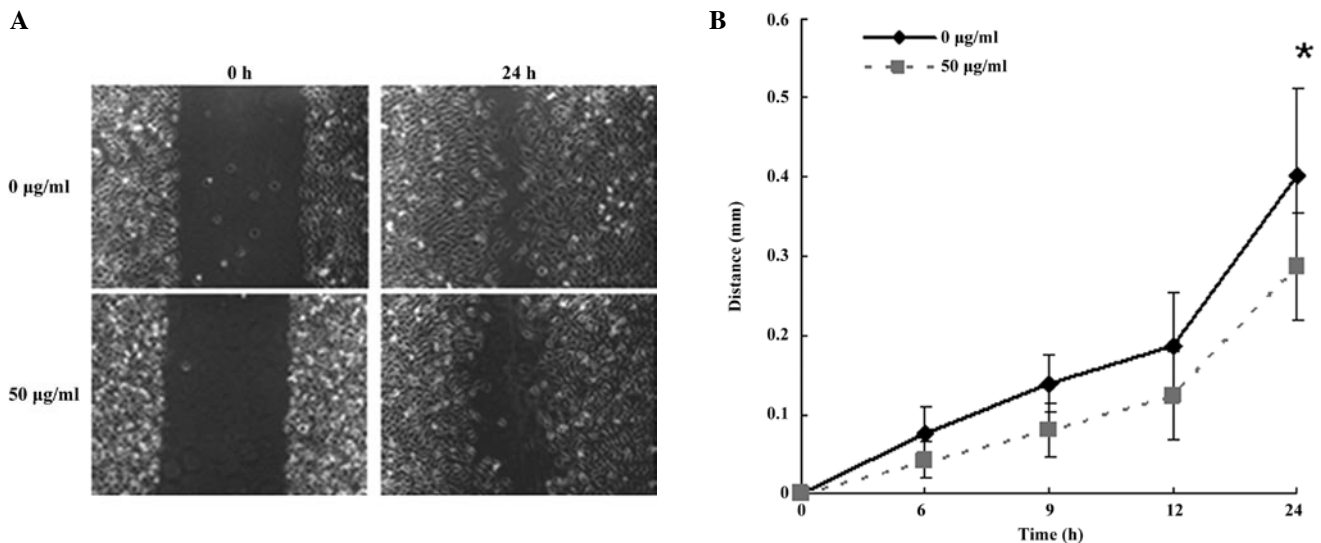 A
0 h
24 h
0 μg/ml
50 μg/ml
B
0 μg/ml
50 μg/ml
*
0.6
0.5
0.4
0.3
0.2
0.1
0
Distance (mm)
0 6 9 12 24
Time (h)